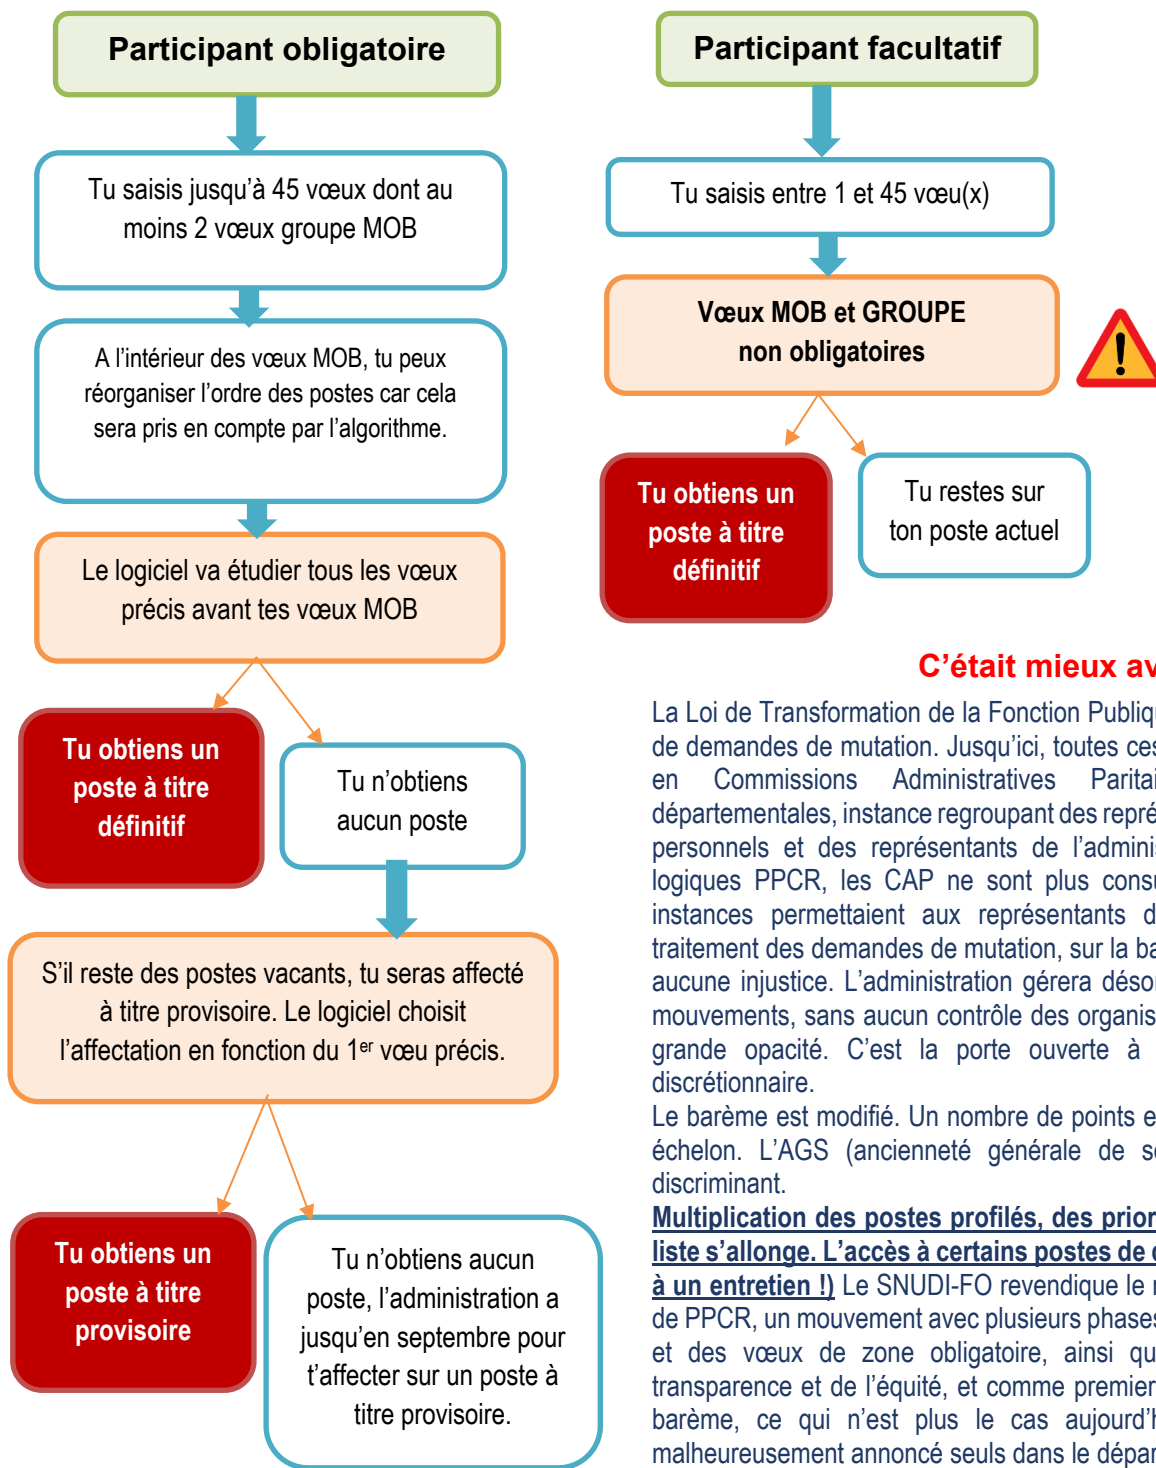 Participant obligatoire
Tu saisis jusqu'à 45 vœux dont au
moins 2 vœux groupe MOB
A l'intérieur des vœux MOB, tu peux
réorganiser l'ordre des postes car cela
sera pris en compte par l'algorithme.
Le logiciel va étudier tous les vœux
précis avant tes vœux MOB
Tu obtiens un
poste à titre
définitif
Tu n'obtiens
aucun poste
S'il reste des postes vacants, tu seras affecté
à titre provisoire. Le logiciel choisit
l'affectation en fonction du 1er vœu précis.
Tu obtiens un
poste à titre
provisoire
Tu n'obtiens aucun
poste, l'administration a
jusqu'en septembre pour
t'affecter sur un poste à
titre provisoire.
Participant facultatif
Tu saisis entre 1 et 45 vœu(x)
Vœux MOB et GROUPE
non obligatoires
Tu obtiens un
poste à titre
définitif
Tu restes sur
ton poste actuel
C'était mieux av
La Loi de Transformation de la Fonction Publiqu
de demandes de mutation. Jusqu'ici, toutes ces
en Commissions Administratives Paritai
départementales, instance regroupant des repré
personnels et des représentants de l'adminis
logiques PPCR, les CAP ne sont plus consu
instances permettaient aux représentants d
traitement des demandes de mutation, sur la ba
aucune injustice. L'administration gérera désor
mouvements, sans aucun contrôle des organis
grande opacité. C'est la porte ouverte à
discrétionnaire.
Le barème est modifié. Un nombre de points e
échelon. L'AGS (ancienneté générale de se
discriminant.
Multiplication des postes profilés, des prior
liste s'allonge. L'accès à certains postes de d
à un entretien !) Le SNUDI-FO revendique le r
de PPCR, un mouvement avec plusieurs phases
et des vœux de zone obligatoire, ainsi qu
transparence et de l'équité, et comme premier
barème, ce qui n'est plus le cas aujourd'h
malheureusement annoncé seuls dans le dépar